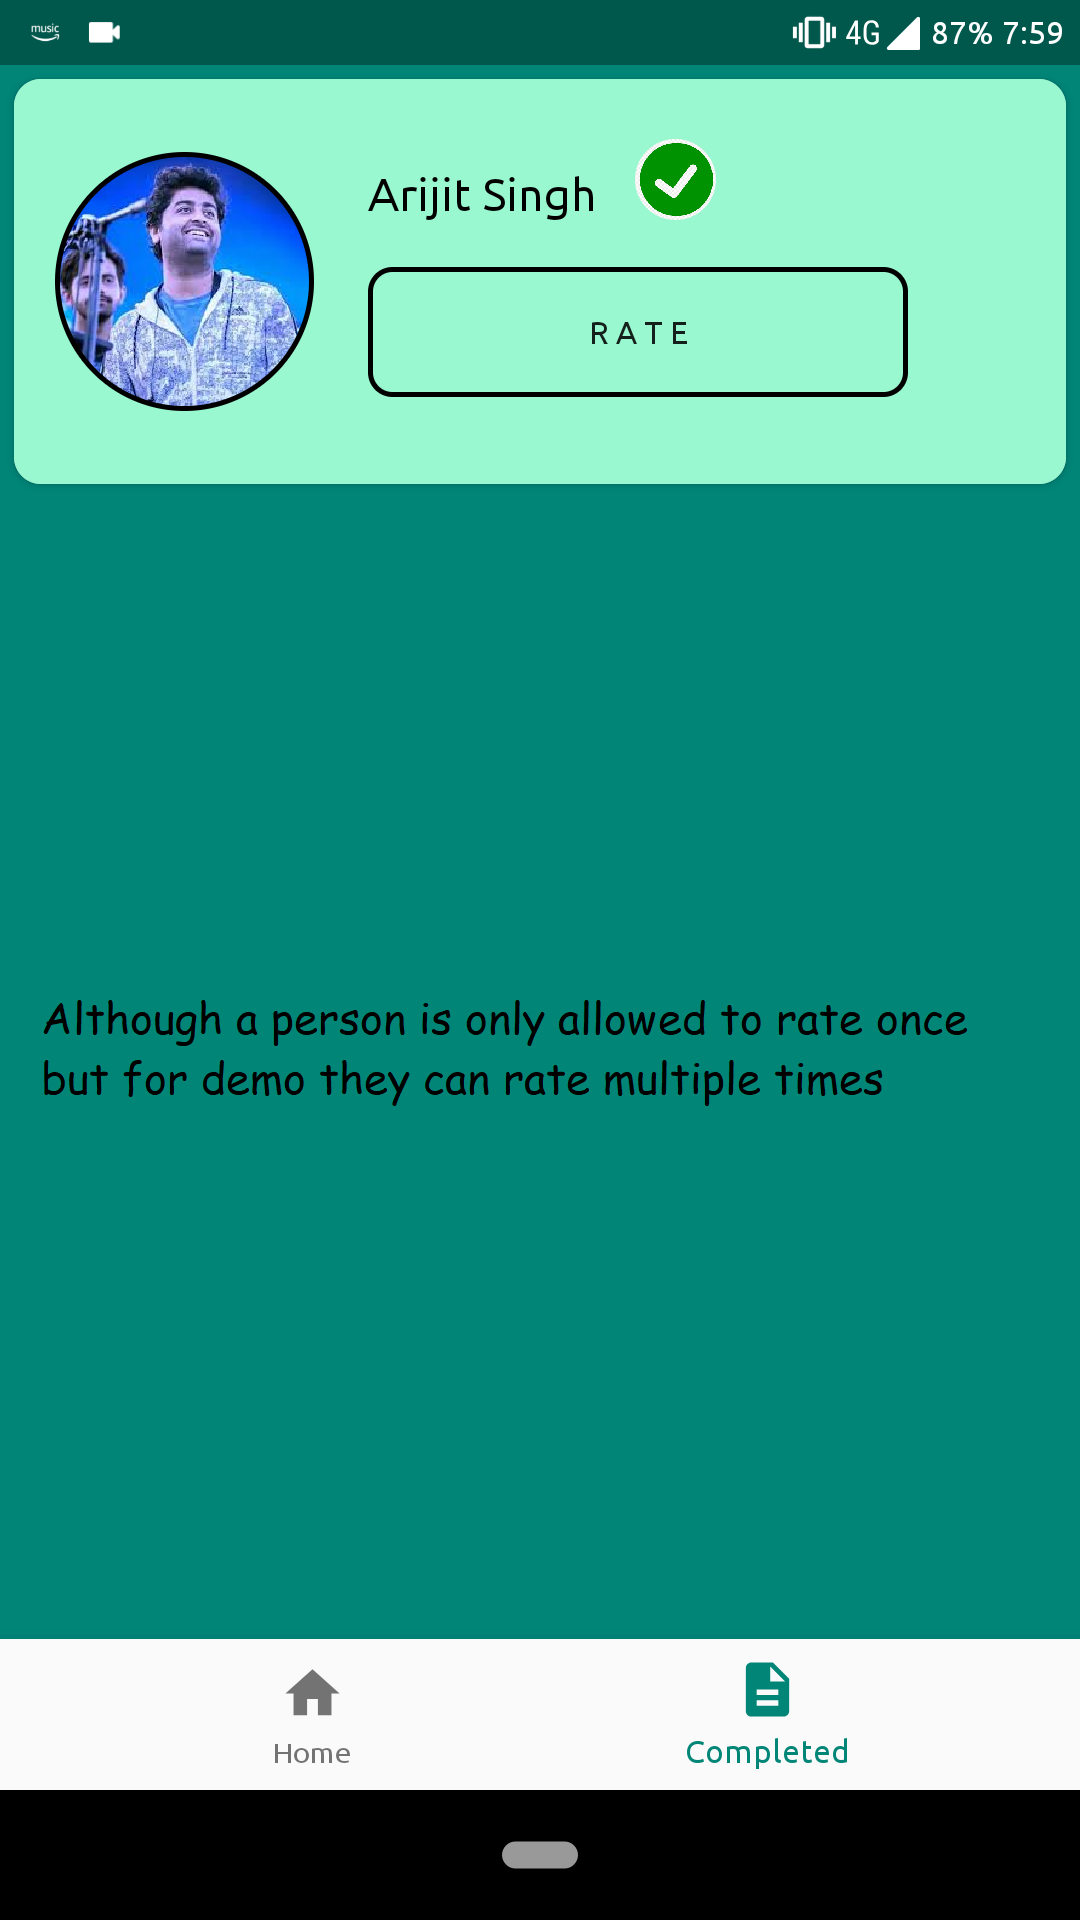 music
4G 87% 7:59
Arijit Singh
RATE
Although a person is only allowed to rate once
but for demo they can rate multiple times
Home
Completed